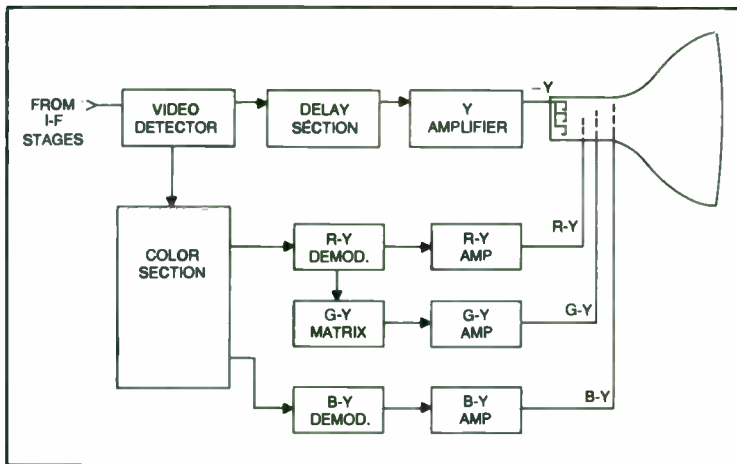 FROM
I-F
STAGES
VIDEO
DETECTOR
DELAY
SECTION
Y
AMPLIFIER
-Y
COLOR
SECTION
R-Y
DEMOD.
R-Y
AMP
R-Y
G-Y
MATRIX
G-Y
AMP
G-Y
B-Y
DEMOD.
B-Y
AMP
B-Y